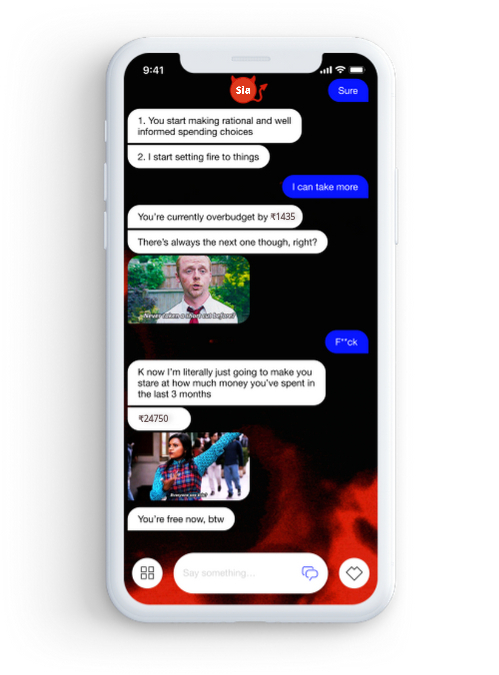 9:41
Sia
Sure
1. You start making rational and well
informed spending choices
2. I start setting fire to things
I can take more
You're currently overbudget by ₹1435
There's always the next one though, right?
Never taken a shortcut before?
F**ck
K now I'm literally just going to make you
stare at how much money you've spent in
the last 3 months
₹24750
You're free now, btw
Say something...